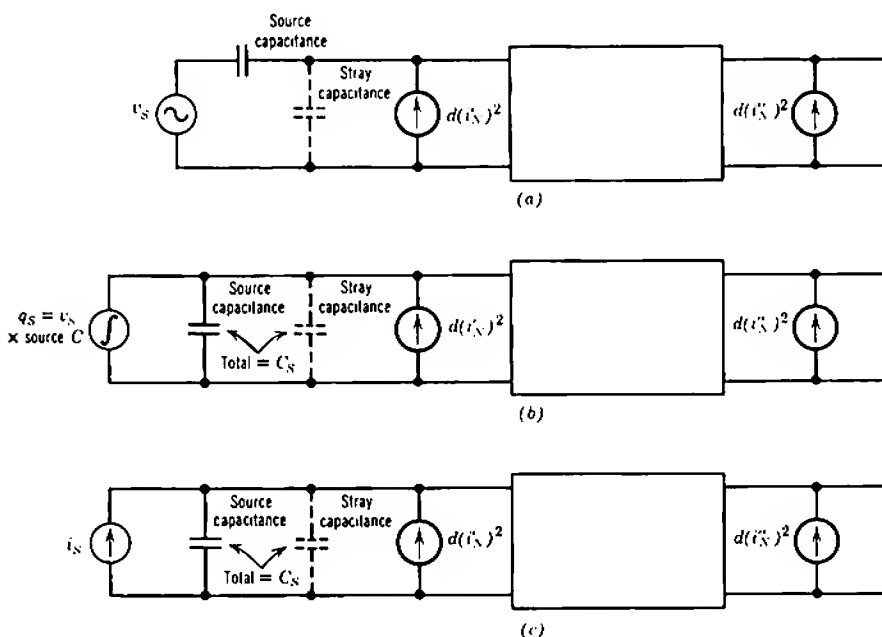 Source
capacitance
Stray
capacitance
v_S
d(i'_N)^2
d(i''_N)^2
(a)
q_S = v_S
× source C
∫
Source
capacitance
Stray
capacitance
Total = C_S
d(i'_N)^2
d(i''_N)^2
(b)
i_S
Source
capacitance
Stray
capacitance
Total = C_S
d(i'_N)^2
d(i''_N)^2
(c)